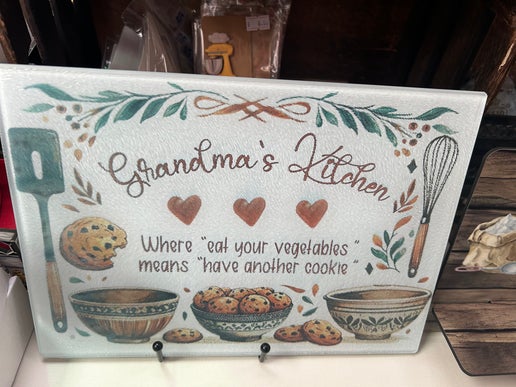 Grandma's Kitchen
Where "eat your vegetables"
means "have another cookie"